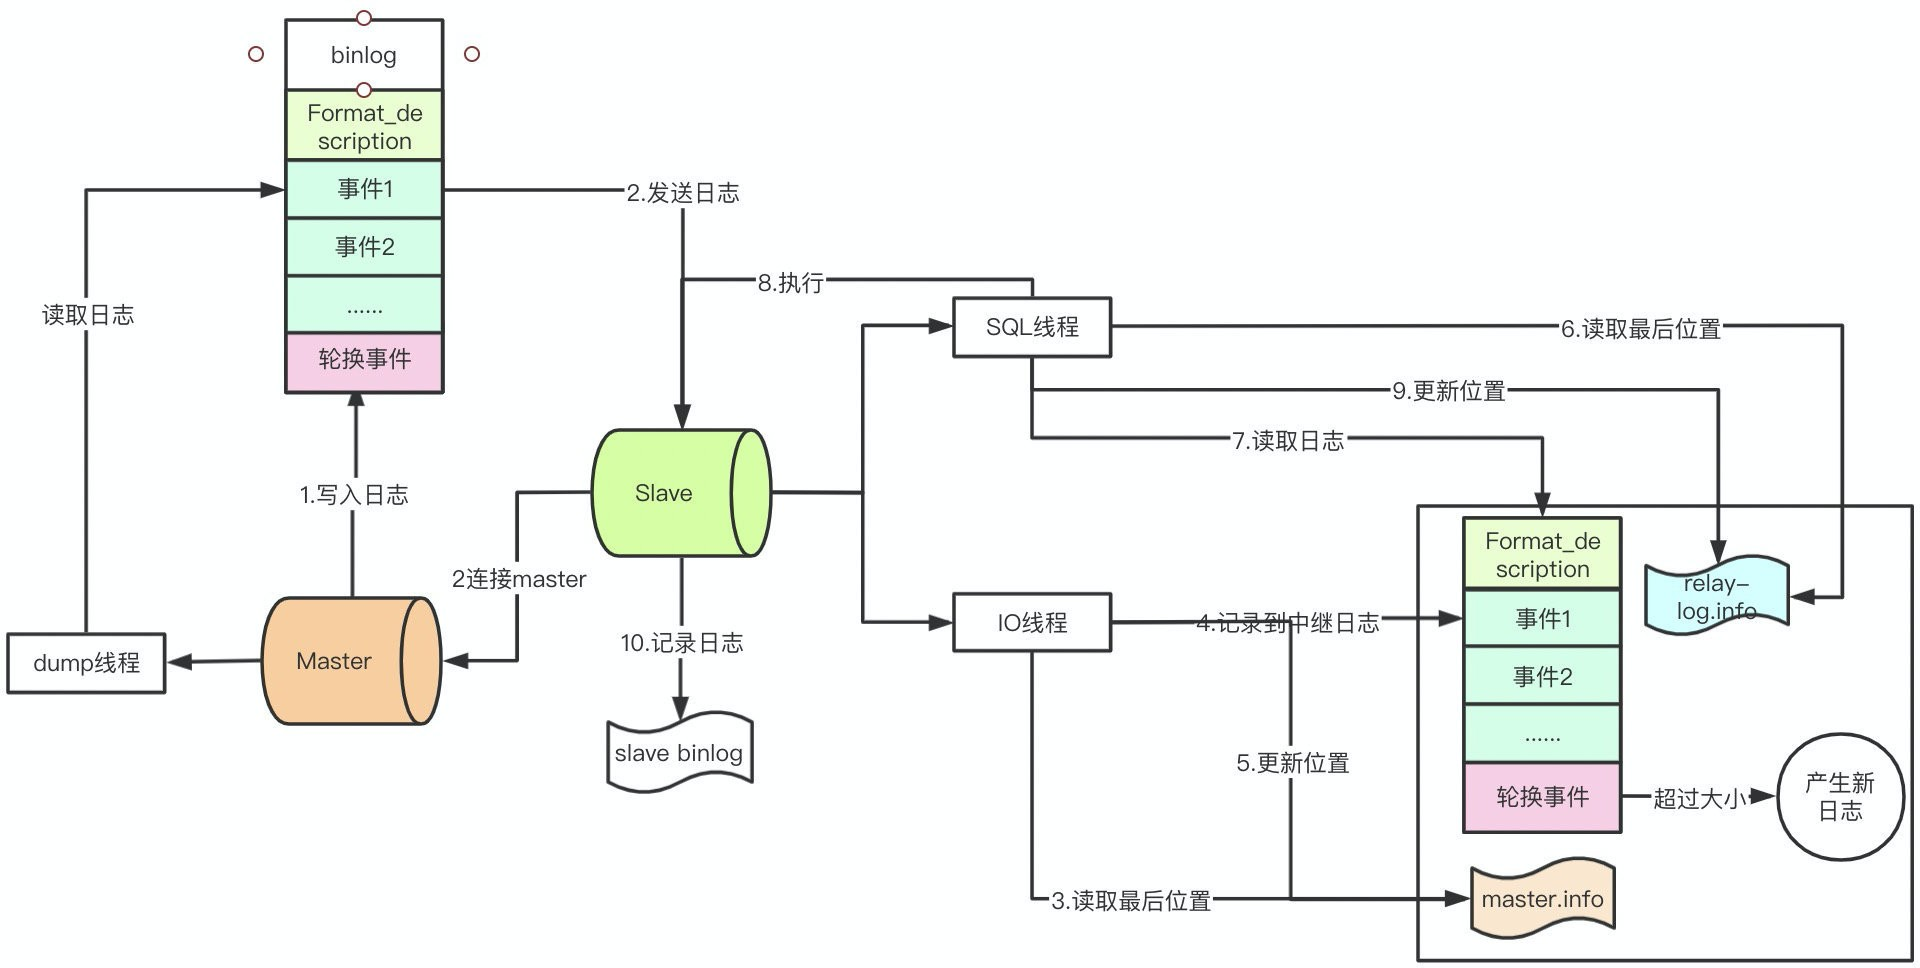 binlog
Format_de
scription
事件1
事件2
......
轮换事件
读取日志
1.写入日志
dump线程
Master
2.发送日志
2连接master
Slave
10.记录日志
slave binlog
8.执行
SQL线程
IO线程
6.读取最后位置
9.更新位置
7.读取日志
4.记录到中继日志
5.更新位置
3.读取最后位置
Format_de
scription
事件1
事件2
......
轮换事件
relay-
log.info
超过大小
产生新
日志
master.info